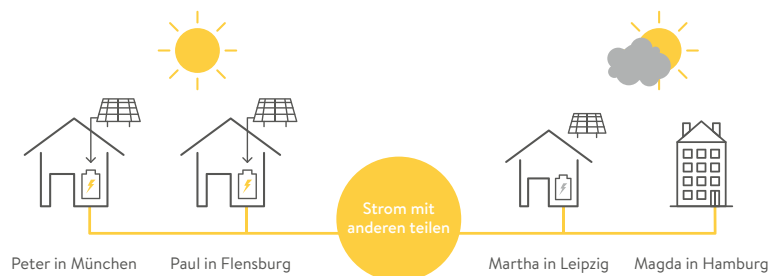 Strom mit
anderen teilen
Peter in München
Paul in Flensburg
Martha in Leipzig
Magda in Hamburg